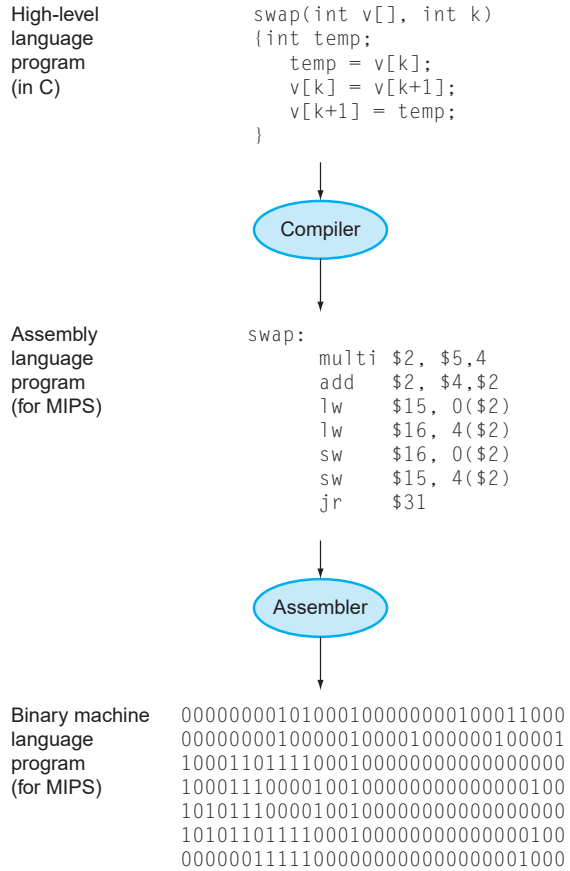 High-level
language
program
(in C)
swap(int v[], int k)
{int temp;
temp = v[k];
v[k] = v[k+1];
v[k+1] = temp;
}
Compiler
Assembly
language
program
(for MIPS)
swap:
multi $2, $5,4
add $2, $4,$2
lw $15, 0($2)
lw $16, 4($2)
sw $16, 0($2)
sw $15, 4($2)
jr $31
Assembler
Binary machine
language
program
(for MIPS)
00000000101000100000000100011000
00000000100000100001000000100001
10001101111000100000000000000000
10001110000100100000000000000100
10101110000100100000000000000000
10101101111000100000000000000100
00000011111000000000000000001000